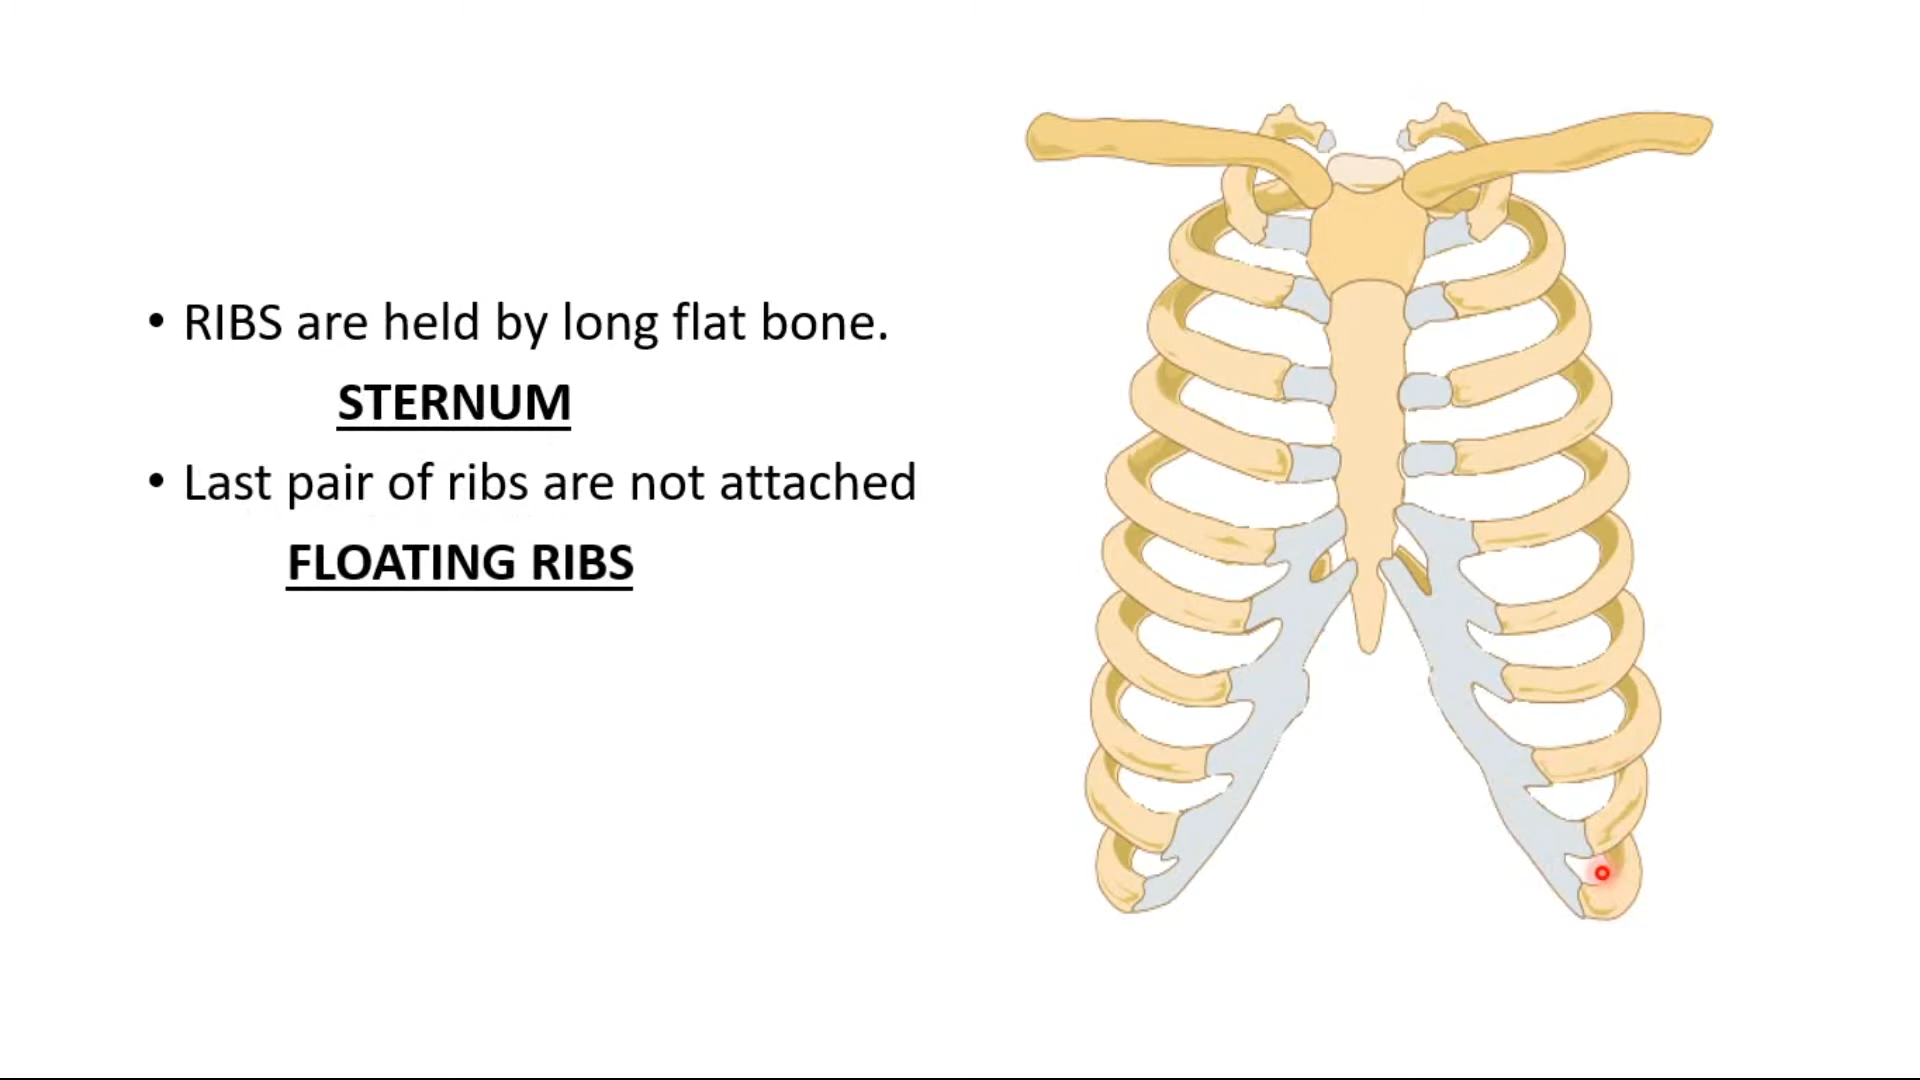 • RIBS are held by long flat bone.
STERNUM
• Last pair of ribs are not attached
FLOATING RIBS